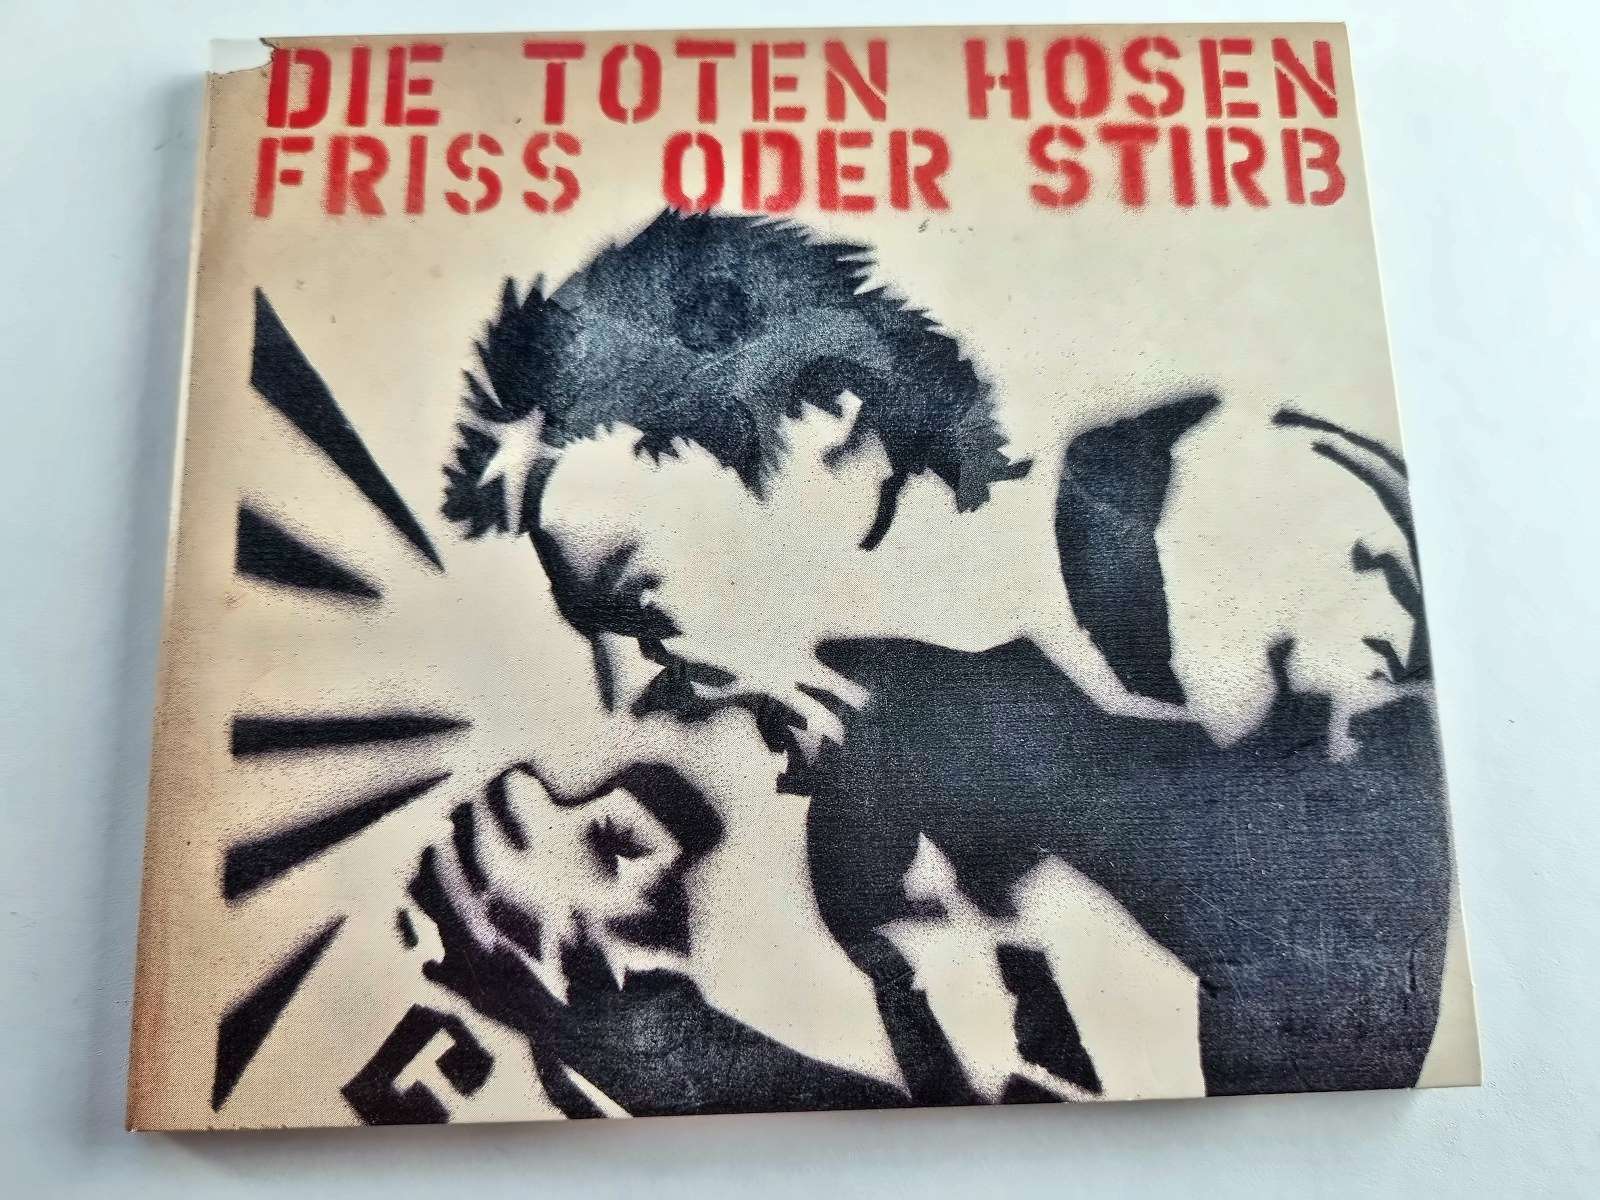 DIE TOTEN HOSEN
FRISS ODER STIRB